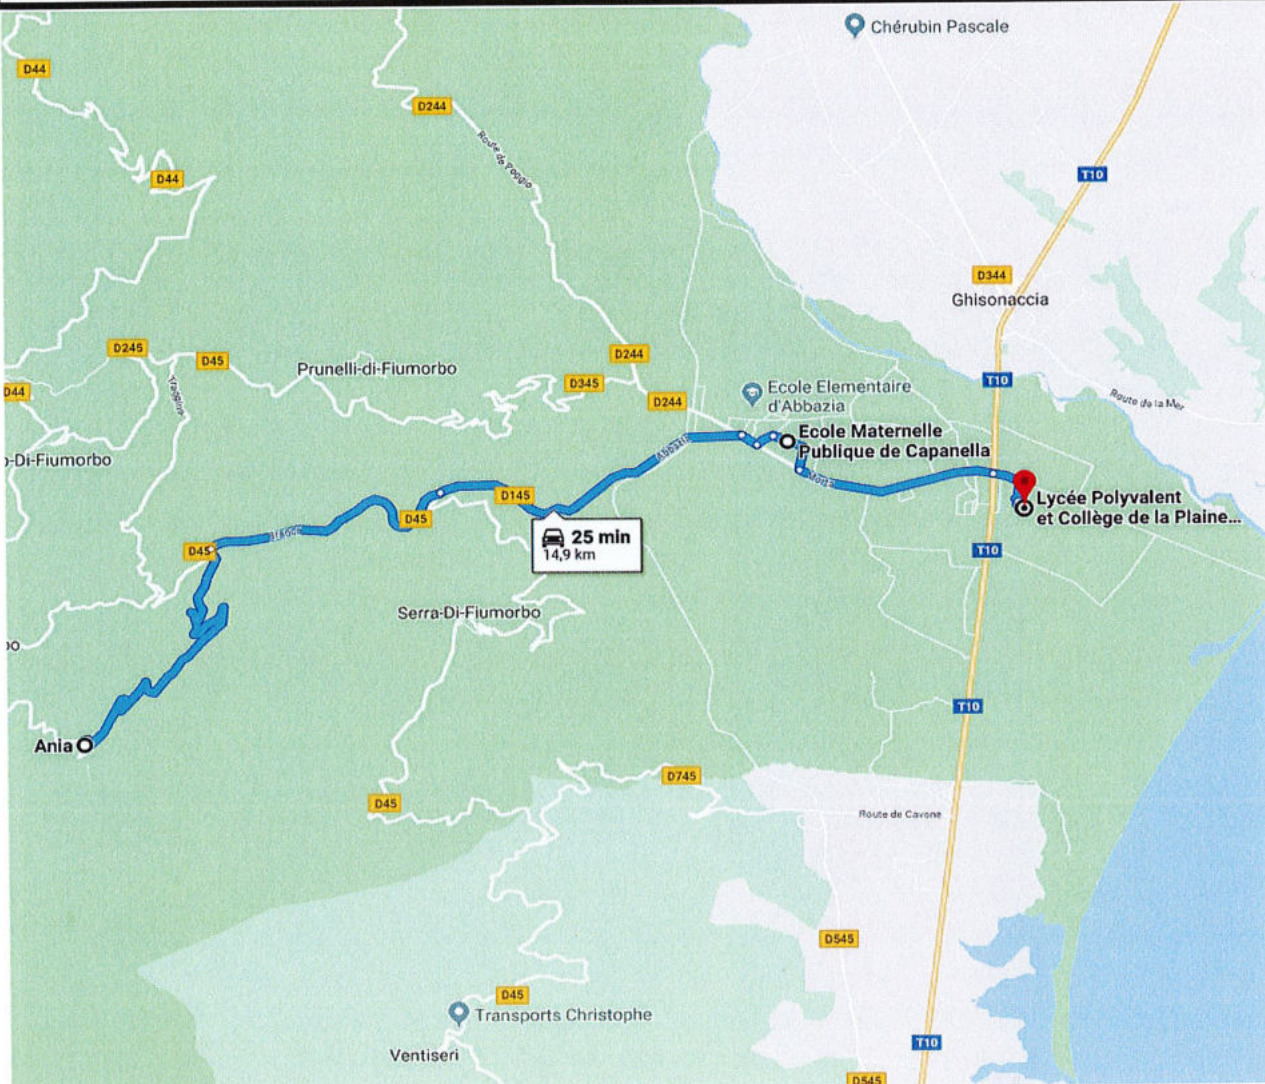 Chérubin Pascale
D44
D244
Route de Poggio
T10
D44
D344
Ghisonaccia
D245
D45
D244
Prunelli-di-Fiumorbo
D345
T10
D44
Ecole Elementaire
d'Abbazia
D244
Route de la Mer
Ecole Maternelle
Publique de Capanella
Abbazia
o-Di-Fiumorbo
D145
Lycée Polyvalent
et Collège de la Plaine...
D45
25 min
14,9 km
D45
T10
Serra-Di-Fiumorbo
T10
Ania
D745
D45
Route de Cavone
D545
D45
Transports Christophe
T10
Ventiseri
D545